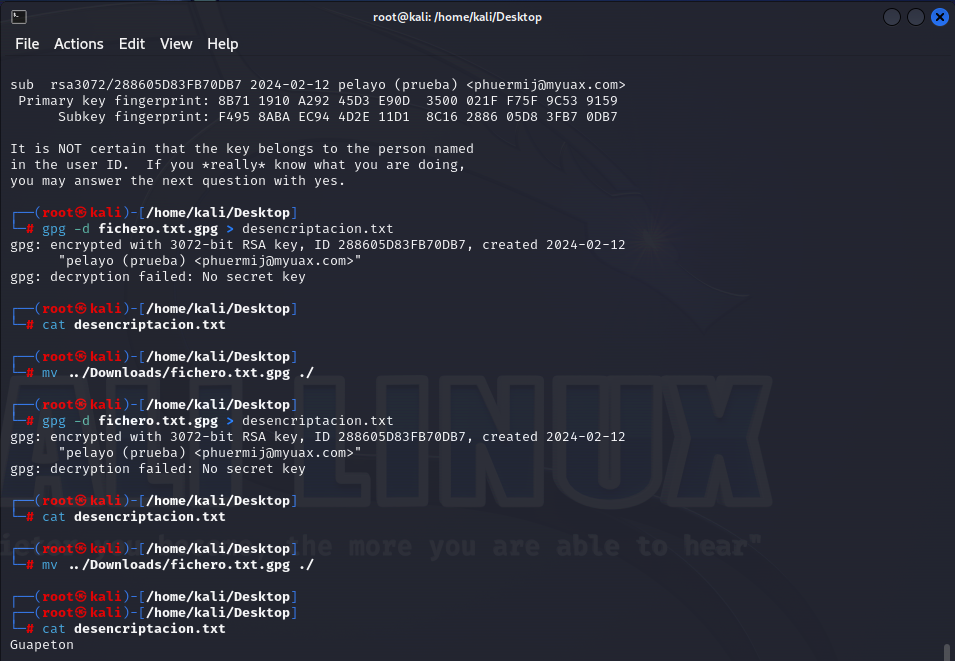 root@kali: /home/kali/Desktop
File Actions Edit View Help
sub rsa3072/288605D83FB70DB7 2024-02-12 pelayo (prueba) <phuermij@myuax.com>
Primary key fingerprint: 8B71 1910 A292 45D3 E90D 3500 021F F75F 9C53 9159
Subkey fingerprint: F495 8ABA EC94 4D2E 11D1 8C16 2886 05D8 3FB7 0DB7
It is NOT certain that the key belongs to the person named
in the user ID. If you *really* know what you are doing,
you may answer the next question with yes.
┌──(root㉿kali)-[/home/kali/Desktop]
└─# gpg -d fichero.txt.gpg > desencriptacion.txt
gpg: encrypted with 3072-bit RSA key, ID 288605D83FB70DB7, created 2024-02-12
"pelayo (prueba) <phuermij@myuax.com>"
gpg: decryption failed: No secret key
┌──(root㉿kali)-[/home/kali/Desktop]
└─# cat desencriptacion.txt
┌──(root㉿kali)-[/home/kali/Desktop]
└─# mv ../Downloads/fichero.txt.gpg ./
┌──(root㉿kali)-[/home/kali/Desktop]
└─# gpg -d fichero.txt.gpg > desencriptacion.txt
gpg: encrypted with 3072-bit RSA key, ID 288605D83FB70DB7, created 2024-02-12
"pelayo (prueba) <phuermij@myuax.com>"
gpg: decryption failed: No secret key
┌──(root㉿kali)-[/home/kali/Desktop]
└─# cat desencriptacion.txt
┌──(root㉿kali)-[/home/kali/Desktop]
└─# mv ../Downloads/fichero.txt.gpg ./
┌──(root㉿kali)-[/home/kali/Desktop]
┌──(root㉿kali)-[/home/kali/Desktop]
└─# cat desencriptacion.txt
Guapeton
LINUX
the more you are able to hear"